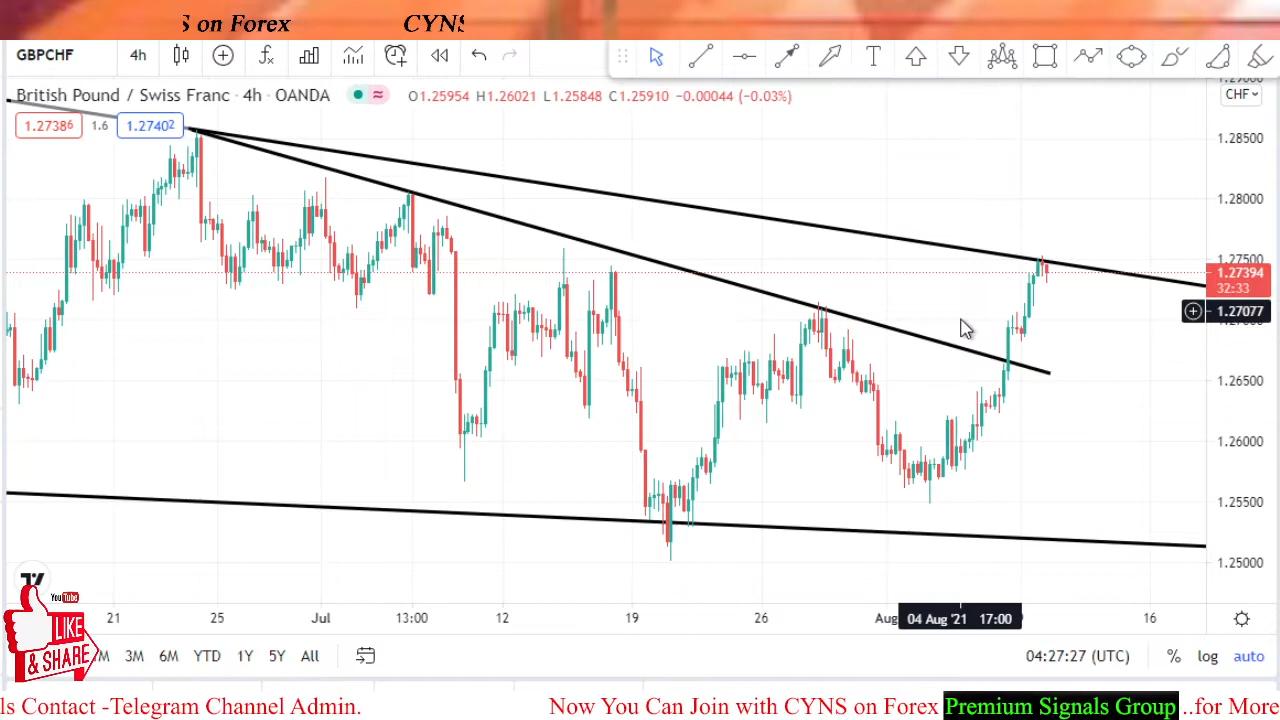 S on Forex CYNS
GBPCHF 4h
British Pound / Swiss Franc · 4h · OANDA O1.25954 H1.26021 L1.25848 C1.25910 −0.00044 (−0.03%)
CHF
1.27386 1.6 1.27402
1.28500
1.28000
1.27500
1.27394
32:33
1.27077
1.26500
1.26000
1.25500
1.25000
21 25 Jul 13:00 12 19 26 Aug 04 Aug '21 17:00 16
YouTube
LIKE
& SHARE
3M 6M YTD 1Y 5Y All 04:27:27 (UTC) % log auto
ls Contact -Telegram Channel Admin. Now You Can Join with CYNS on Forex Premium Signals Group ..for More